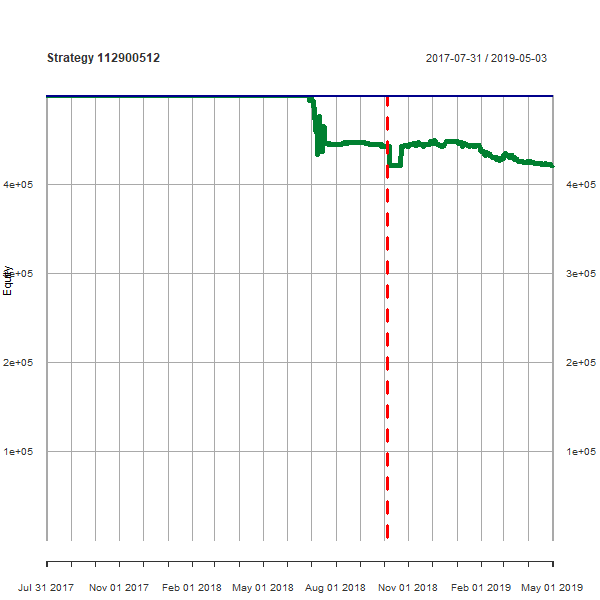 Strategy 112900512
2017-07-31 / 2019-05-03
4e+05
4e+05
3e+05
3e+05
Equity
2e+05
2e+05
1e+05
1e+05
Jul 31 2017
Nov 01 2017
Feb 01 2018
May 01 2018
Aug 01 2018
Nov 01 2018
Feb 01 2019
May 01 2019